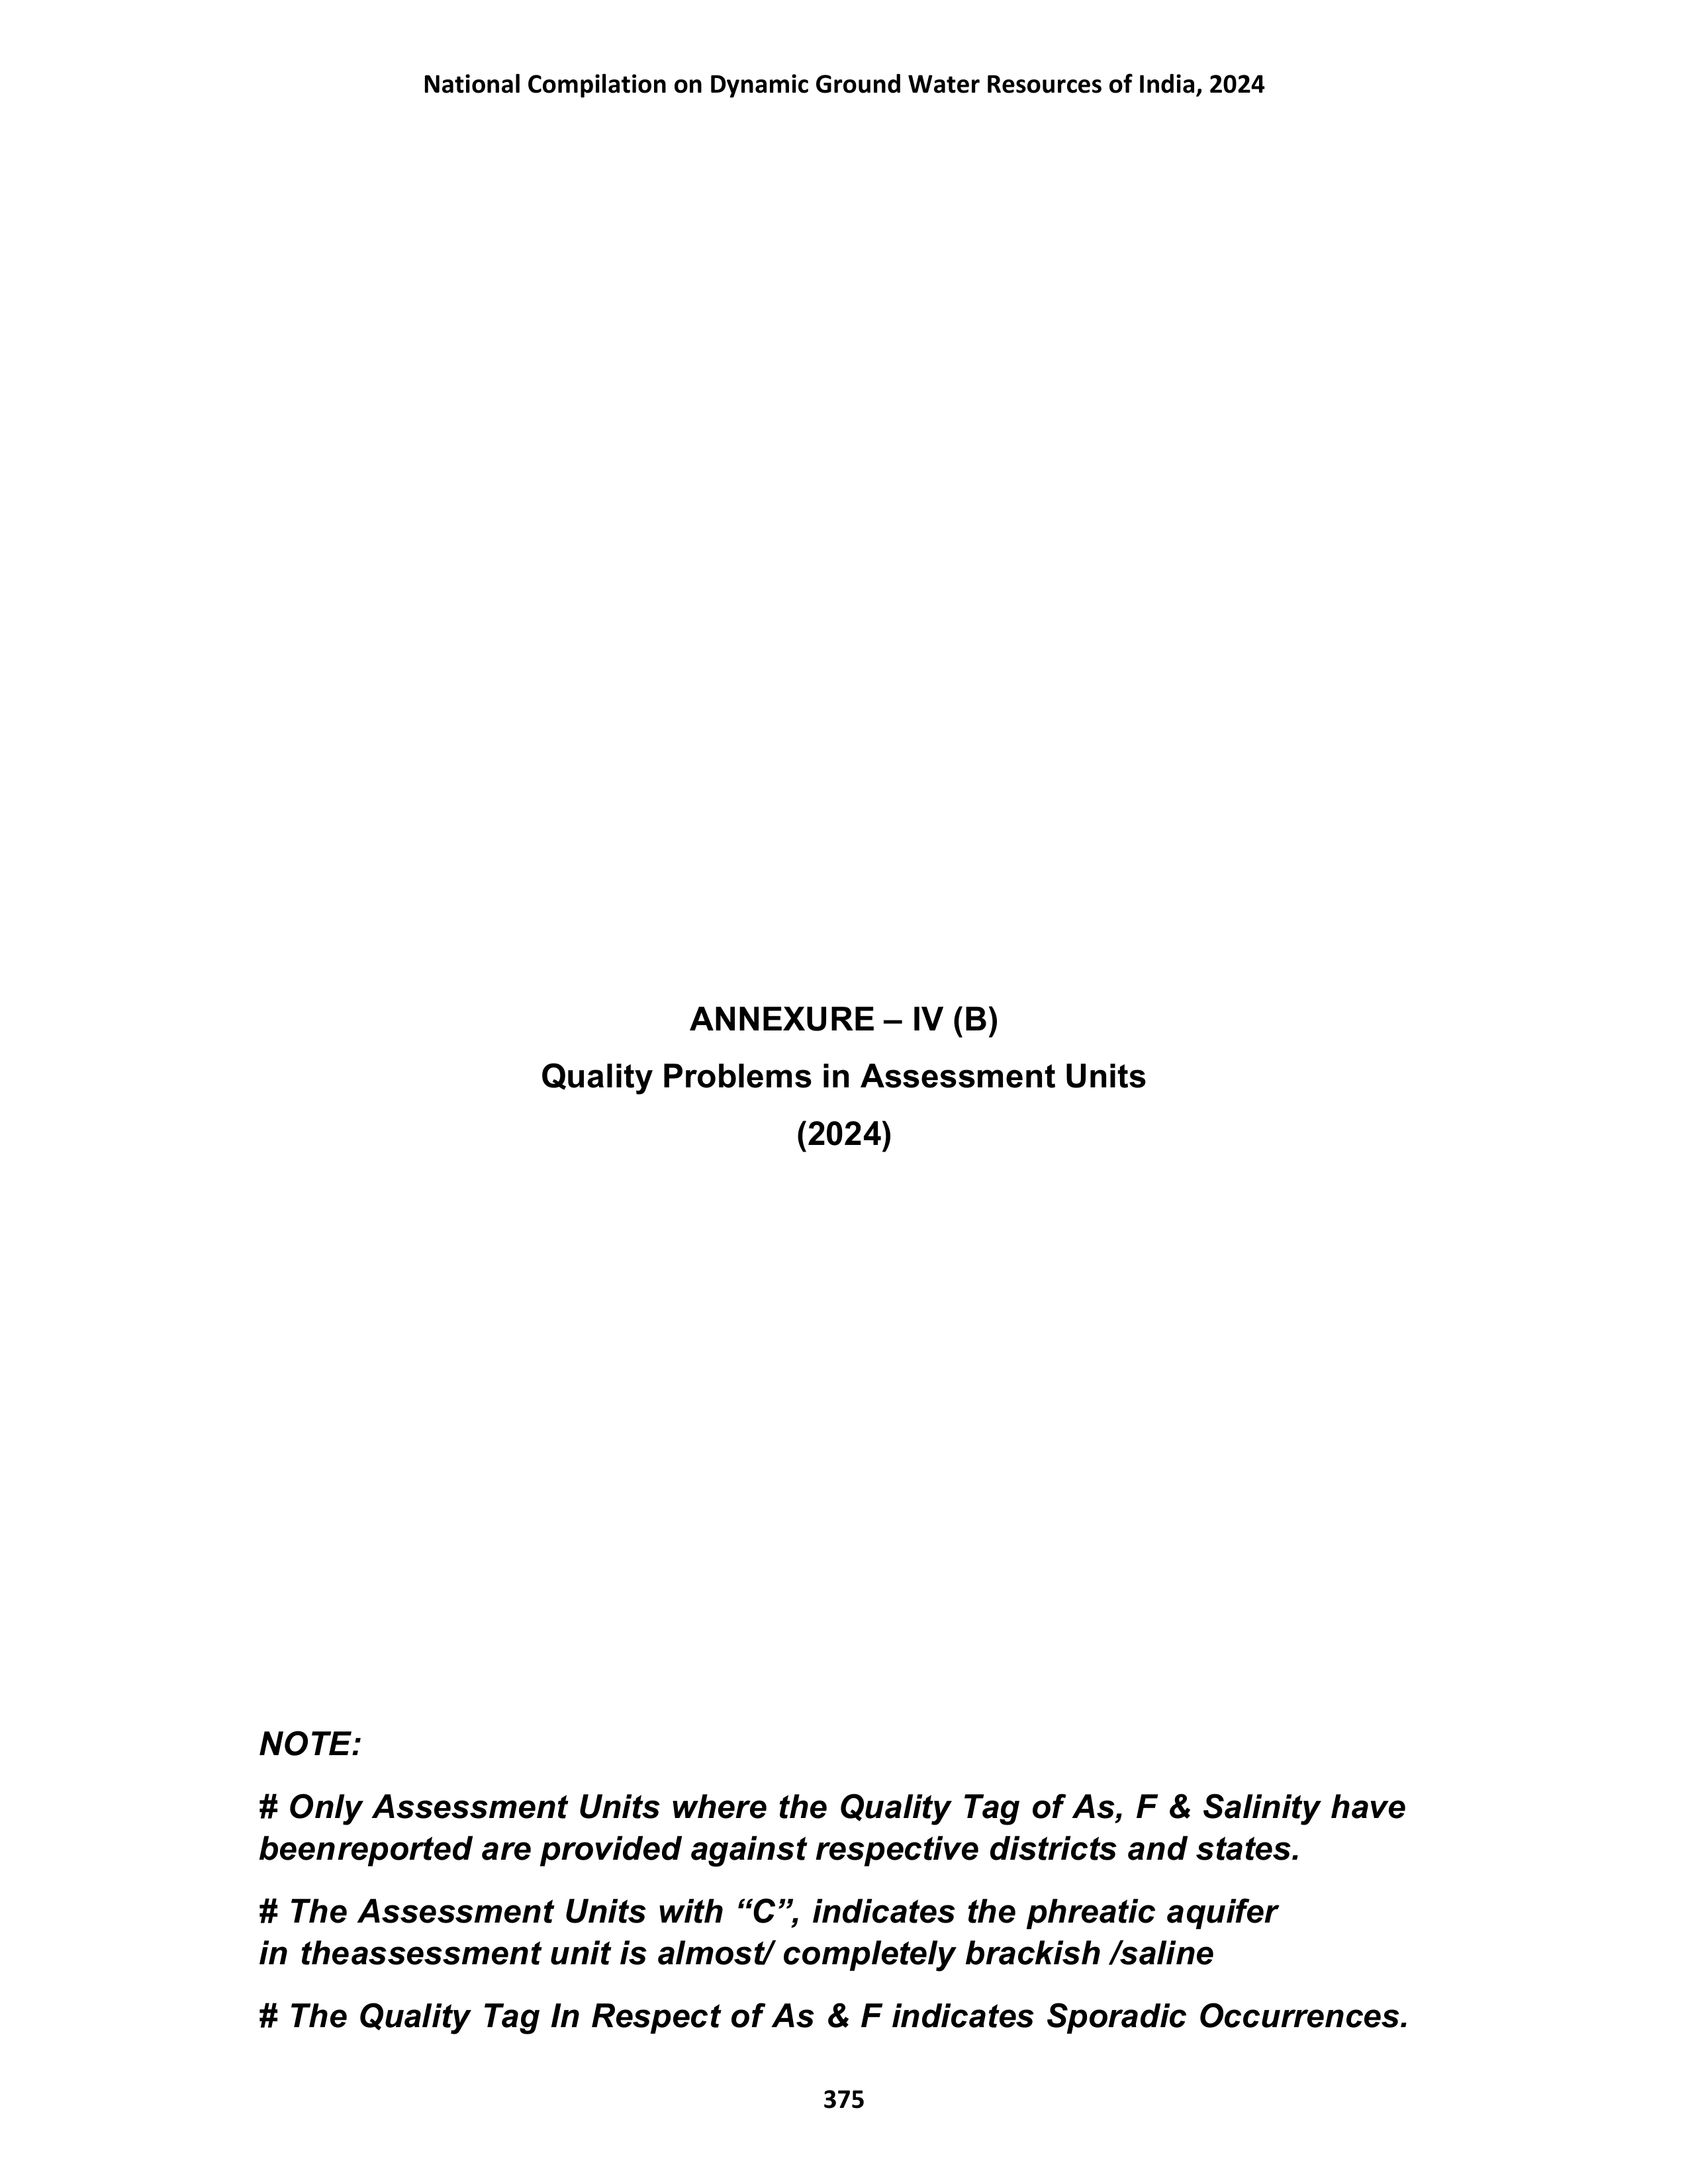 National Compilation on Dynamic Ground Water Resources of India, 2024
ANNEXURE – IV (B)
Quality Problems in Assessment Units
(2024)
NOTE:
# Only Assessment Units where the Quality Tag of As, F & Salinity have
beenreported are provided against respective districts and states.
# The Assessment Units with “C”, indicates the phreatic aquifer
in theassessment unit is almost/ completely brackish /saline
# The Quality Tag In Respect of As & F indicates Sporadic Occurrences.
375